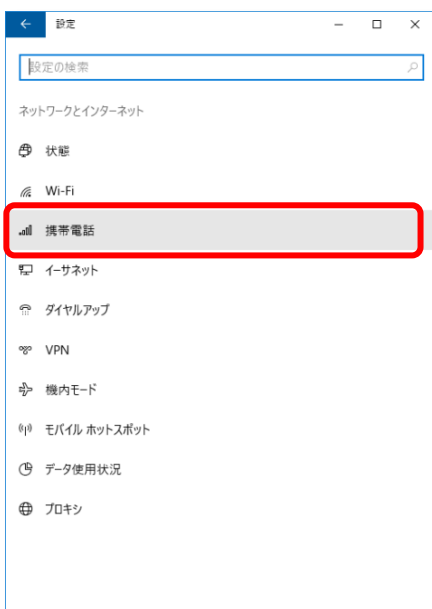 設定
設定の検索
ネットワークとインターネット
状態
Wi-Fi
携帯電話
イーサネット
ダイヤルアップ
VPN
機内モード
モバイル ホットスポット
データ使用状況
プロキシ